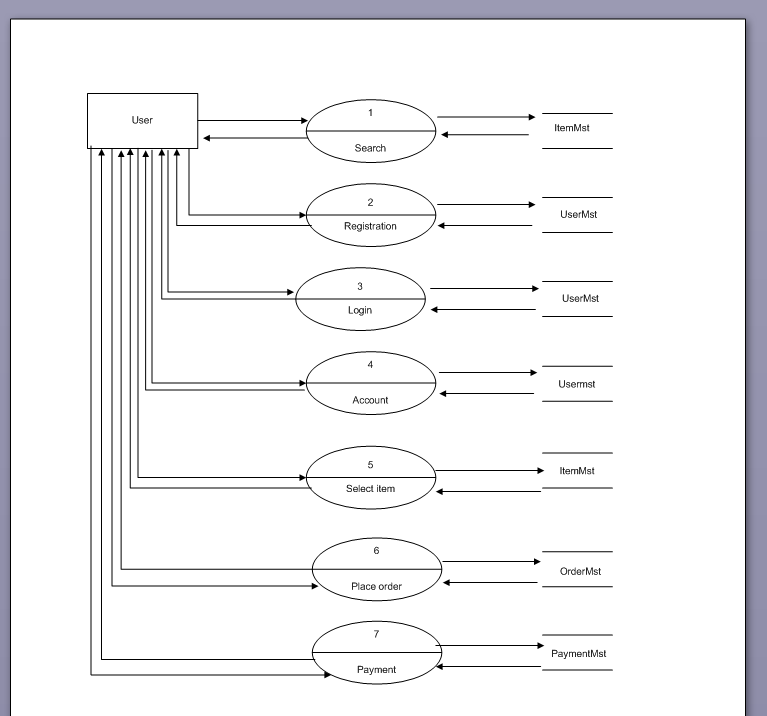 User
1
Search
ItemMst
2
Registration
UserMst
3
Login
UserMst
4
Account
Usermst
5
Select item
ItemMst
6
Place order
OrderMst
7
Payment
PaymentMst